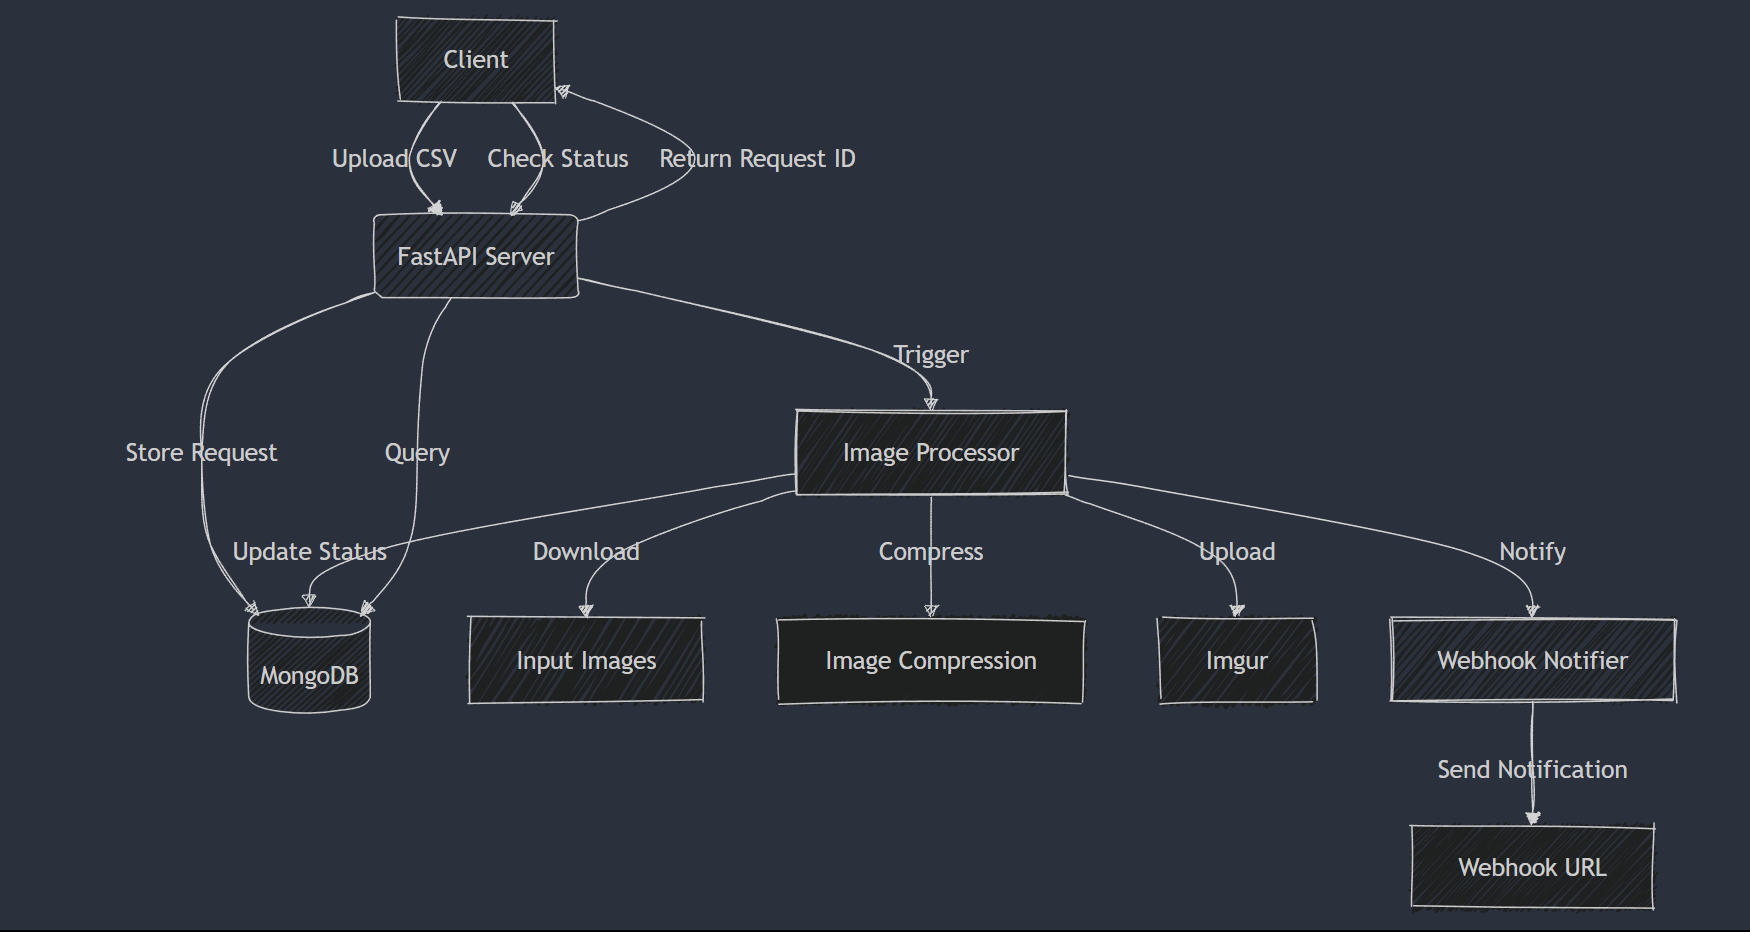 Client
Upload CSV
Check Status
Return Request ID
FastAPI Server
Trigger
Store Request
Query
Image Processor
Update Status
Download
Compress
Upload
Notify
MongoDB
Input Images
Image Compression
Imgur
Webhook Notifier
Send Notification
Webhook URL